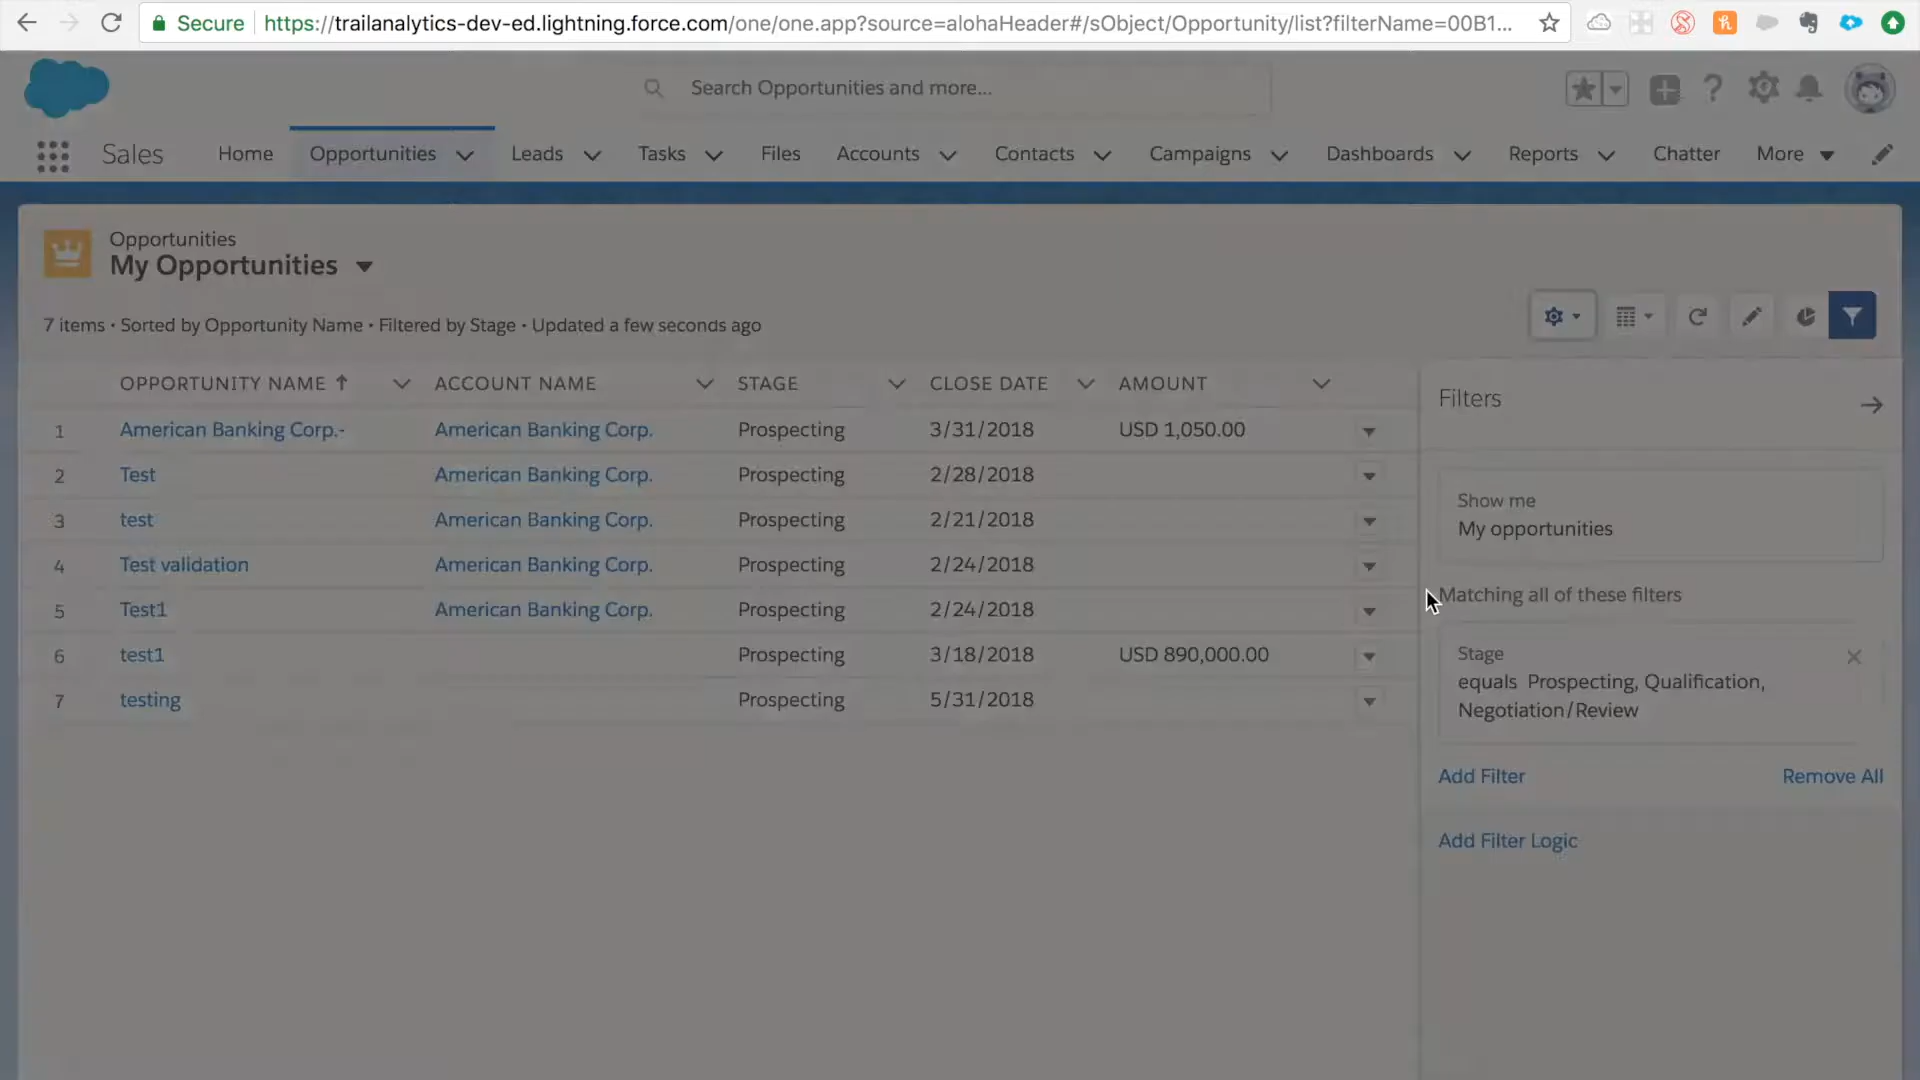 Secure https://trailanalytics-dev-ed.lightning.force.com/one/one.app?source=alohaHeader#/sObject/Opportunity/list?filterName=00B1...
Search Opportunities and more...
Sales Home Opportunities Leads Tasks Files Accounts Contacts Campaigns Dashboards Reports Chatter More
Opportunities
My Opportunities
7 items • Sorted by Opportunity Name • Filtered by Stage • Updated a few seconds ago
OPPORTUNITY NAME ↑ ACCOUNT NAME STAGE CLOSE DATE AMOUNT
1 American Banking Corp.- American Banking Corp. Prospecting 3/31/2018 USD 1,050.00
2 Test American Banking Corp. Prospecting 2/28/2018
3 test American Banking Corp. Prospecting 2/21/2018
4 Test validation American Banking Corp. Prospecting 2/24/2018
5 Test1 American Banking Corp. Prospecting 2/24/2018
6 test1 Prospecting 3/18/2018 USD 890,000.00
7 testing Prospecting 5/31/2018
Filters
Show me
My opportunities
Matching all of these filters
Stage
equals Prospecting, Qualification,
Negotiation/Review
Add Filter Remove All
Add Filter Logic